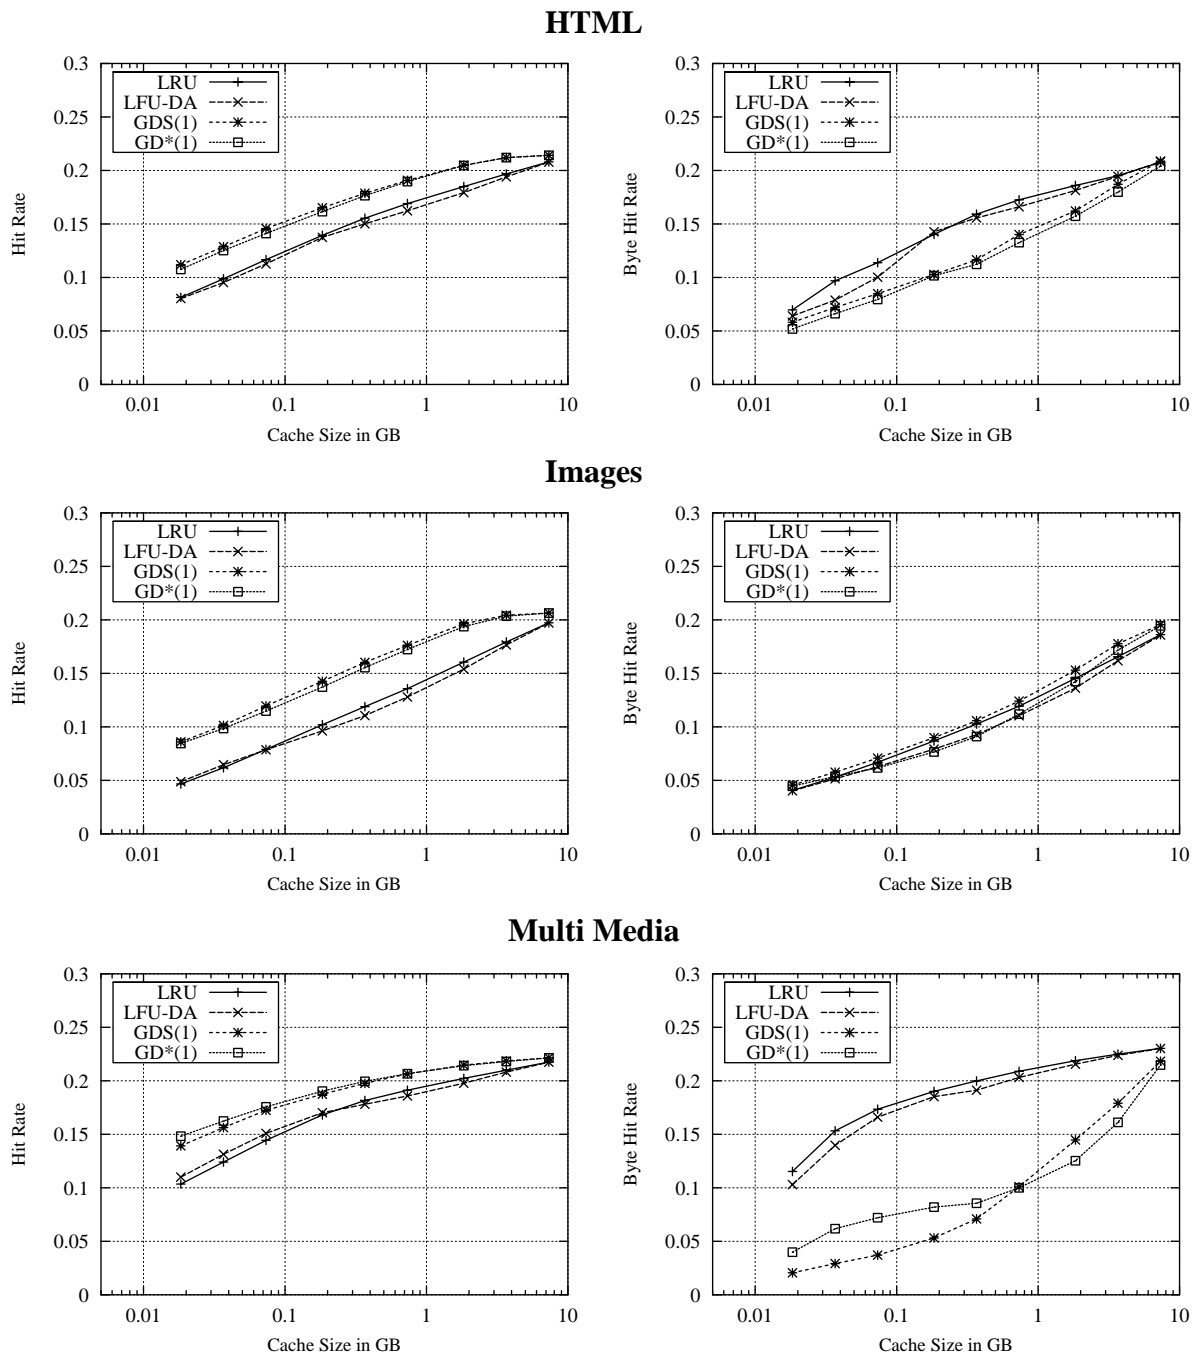 HTML
0.3
0.25
0.2
0.15
0.1
0.05
0
Hit Rate
LRU
LFU-DA
GDS(1)
GD*(1)
0.01
0.1
1
10
Cache Size in GB
0.3
0.25
0.2
0.15
0.1
0.05
0
Byte Hit Rate
LRU
LFU-DA
GDS(1)
GD*(1)
0.01
0.1
1
10
Cache Size in GB
Images
0.3
0.25
0.2
0.15
0.1
0.05
0
Hit Rate
LRU
LFU-DA
GDS(1)
GD*(1)
0.01
0.1
1
10
Cache Size in GB
0.3
0.25
0.2
0.15
0.1
0.05
0
Byte Hit Rate
LRU
LFU-DA
GDS(1)
GD*(1)
0.01
0.1
1
10
Cache Size in GB
Multi Media
0.3
0.25
0.2
0.15
0.1
0.05
0
Hit Rate
LRU
LFU-DA
GDS(1)
GD*(1)
0.01
0.1
1
10
Cache Size in GB
0.3
0.25
0.2
0.15
0.1
0.05
0
Byte Hit Rate
LRU
LFU-DA
GDS(1)
GD*(1)
0.01
0.1
1
10
Cache Size in GB